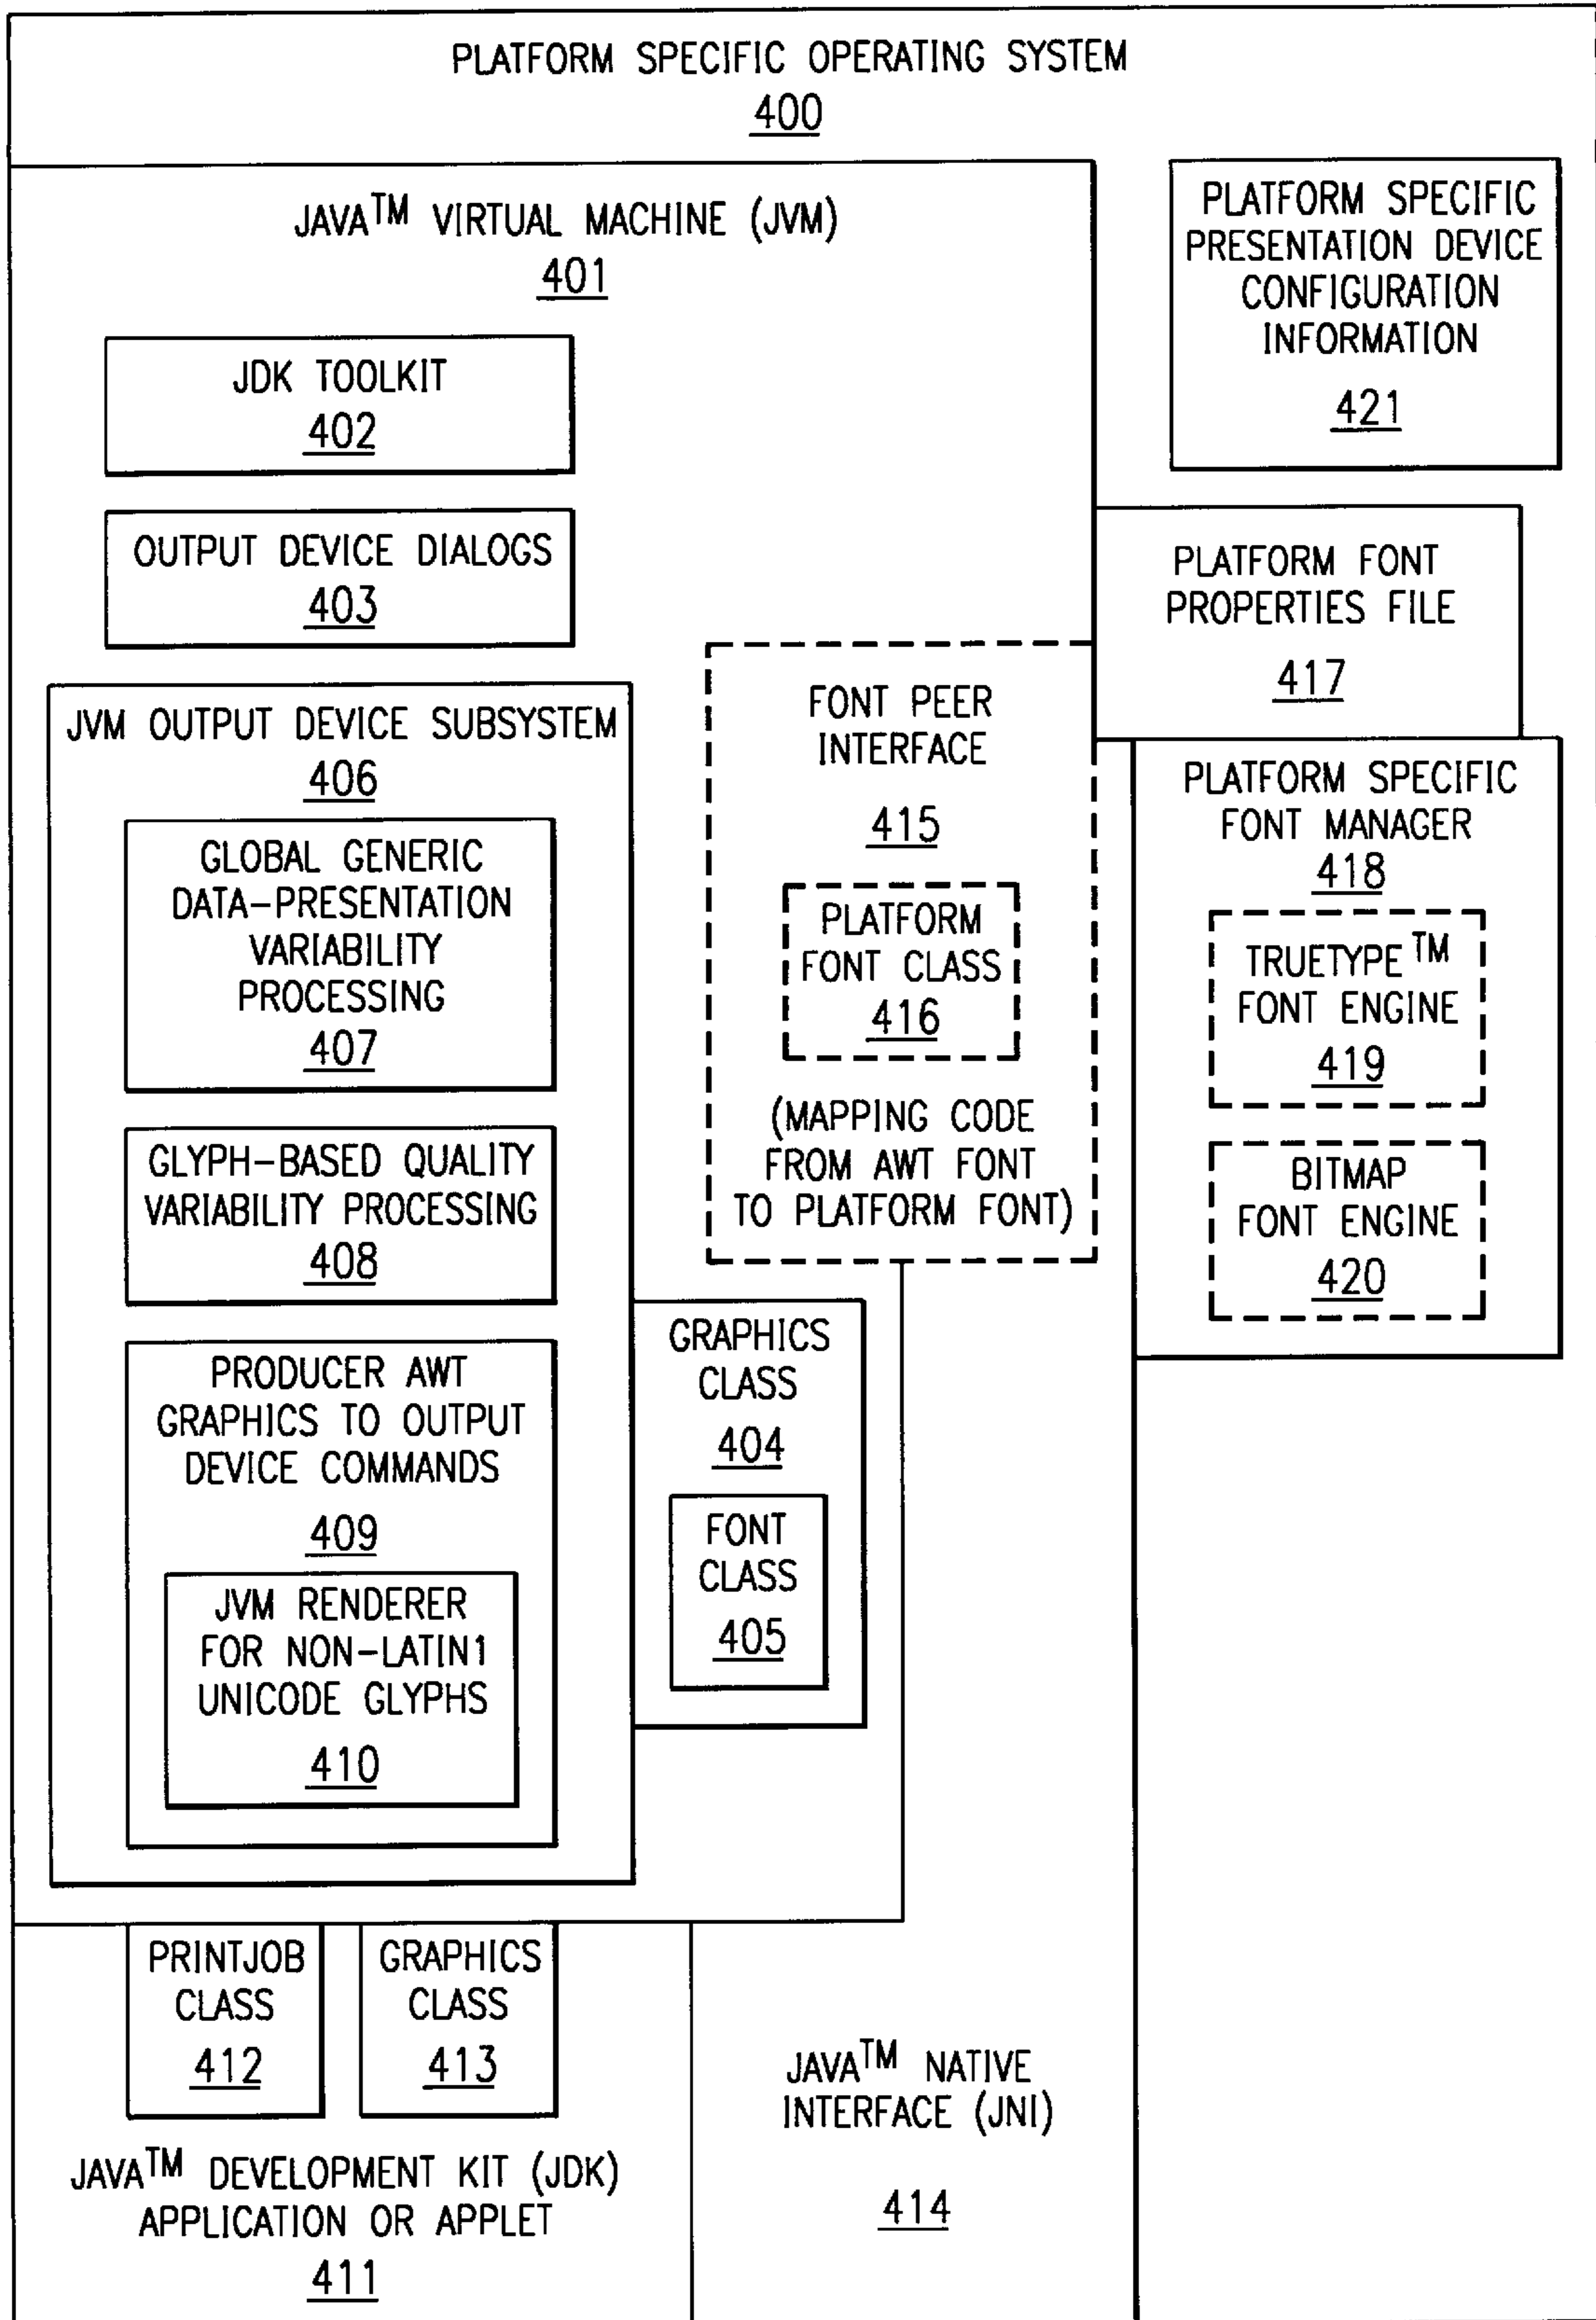 PLATFORM SPECIFIC OPERATING SYSTEM
400
JAVA™ VIRTUAL MACHINE (JVM)
401
JDK TOOLKIT
402
OUTPUT DEVICE DIALOGS
403
JVM OUTPUT DEVICE SUBSYSTEM
406
GLOBAL GENERIC
DATA-PRESENTATION
VARIABILITY
PROCESSING
407
GLYPH-BASED QUALITY
VARIABILITY PROCESSING
408
PRODUCER AWT
GRAPHICS TO OUTPUT
DEVICE COMMANDS
409
JVM RENDERER
FOR NON-LATIN1
UNICODE GLYPHS
410
GRAPHICS
CLASS
404
FONT
CLASS
405
FONT PEER
INTERFACE
415
PLATFORM
FONT CLASS
416
(MAPPING CODE
FROM AWT FONT
TO PLATFORM FONT)
PLATFORM SPECIFIC
PRESENTATION DEVICE
CONFIGURATION
INFORMATION
421
PLATFORM FONT
PROPERTIES FILE
417
PLATFORM SPECIFIC
FONT MANAGER
418
TRUETYPE™
FONT ENGINE
419
BITMAP
FONT ENGINE
420
PRINTJOB
CLASS
412
GRAPHICS
CLASS
413
JAVA™ DEVELOPMENT KIT (JDK)
APPLICATION OR APPLET
411
JAVA™ NATIVE
INTERFACE (JNI)
414